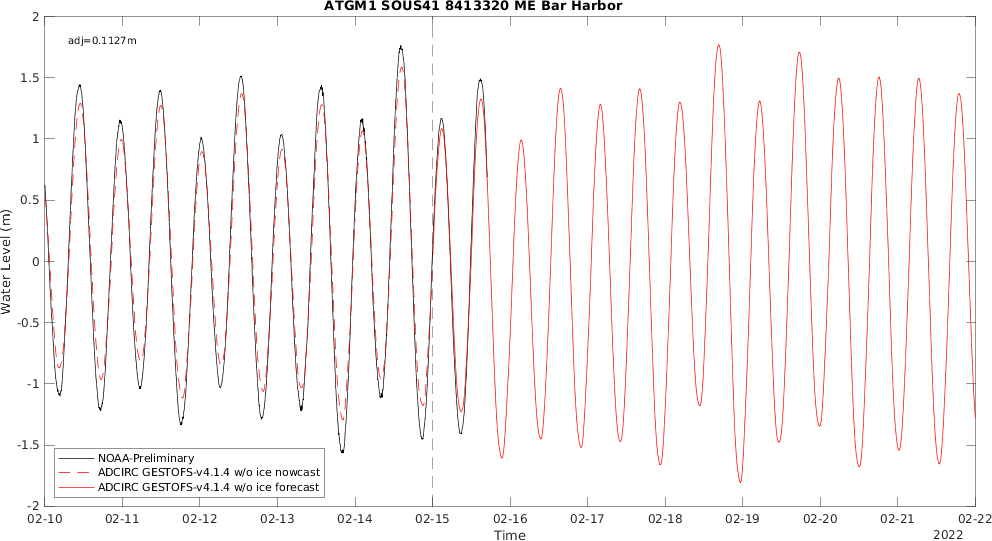 ATGM1 SOUS41 8413320 ME Bar Harbor
adj=0.1127m
2
1.5
1
0.5
0
-0.5
-1
-1.5
-2
Water Level (m)
NOAA-Preliminary
ADCIRC GESTOFS-v4.1.4 w/o ice nowcast
ADCIRC GESTOFS-v4.1.4 w/o ice forecast
02-10 02-11 02-12 02-13 02-14 02-15 02-16 02-17 02-18 02-19 02-20 02-21 02-22
Time
2022